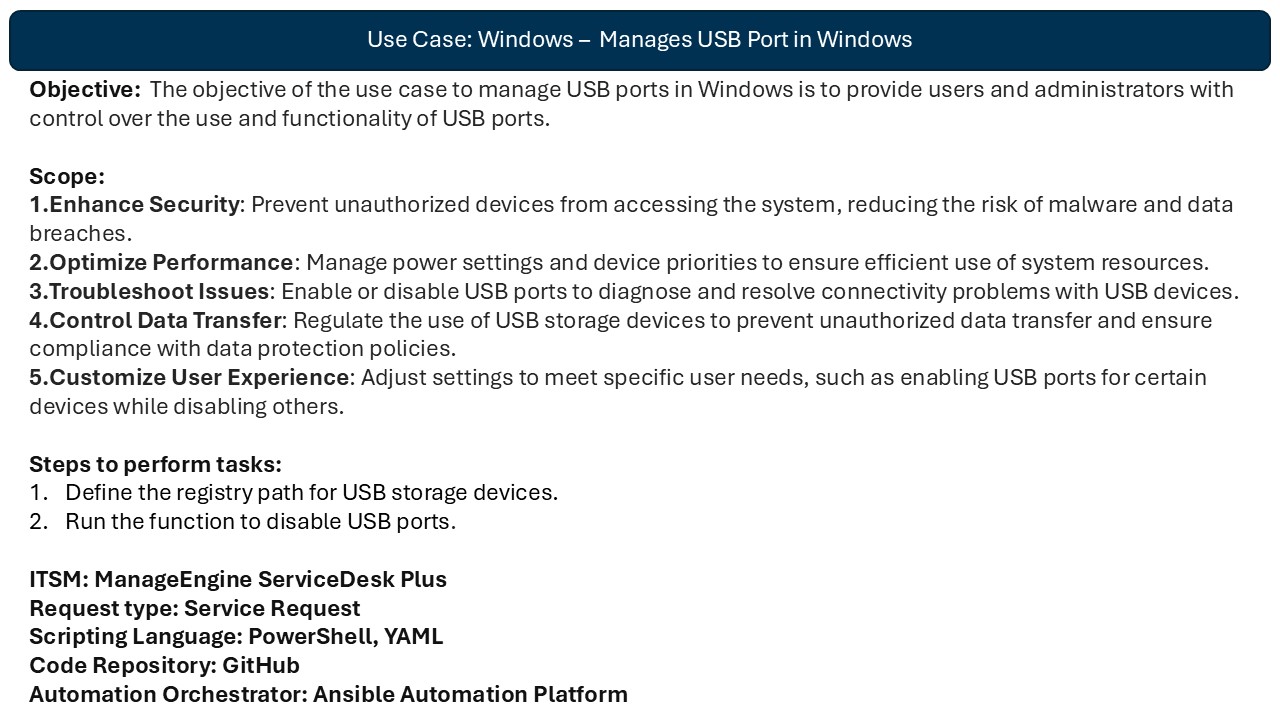 Use Case: Windows – Manages USB Port in Windows
Objective: The objective of the use case to manage USB ports in Windows is to provide users and administrators with
control over the use and functionality of USB ports.
Scope:
1.Enhance Security: Prevent unauthorized devices from accessing the system, reducing the risk of malware and data
breaches.
2.Optimize Performance: Manage power settings and device priorities to ensure efficient use of system resources.
3.Troubleshoot Issues: Enable or disable USB ports to diagnose and resolve connectivity problems with USB devices.
4.Control Data Transfer: Regulate the use of USB storage devices to prevent unauthorized data transfer and ensure
compliance with data protection policies.
5.Customize User Experience: Adjust settings to meet specific user needs, such as enabling USB ports for certain
devices while disabling others.
Steps to perform tasks:
1. Define the registry path for USB storage devices.
2. Run the function to disable USB ports.
ITSM: ManageEngine ServiceDesk Plus
Request type: Service Request
Scripting Language: PowerShell, YAML
Code Repository: GitHub
Automation Orchestrator: Ansible Automation Platform